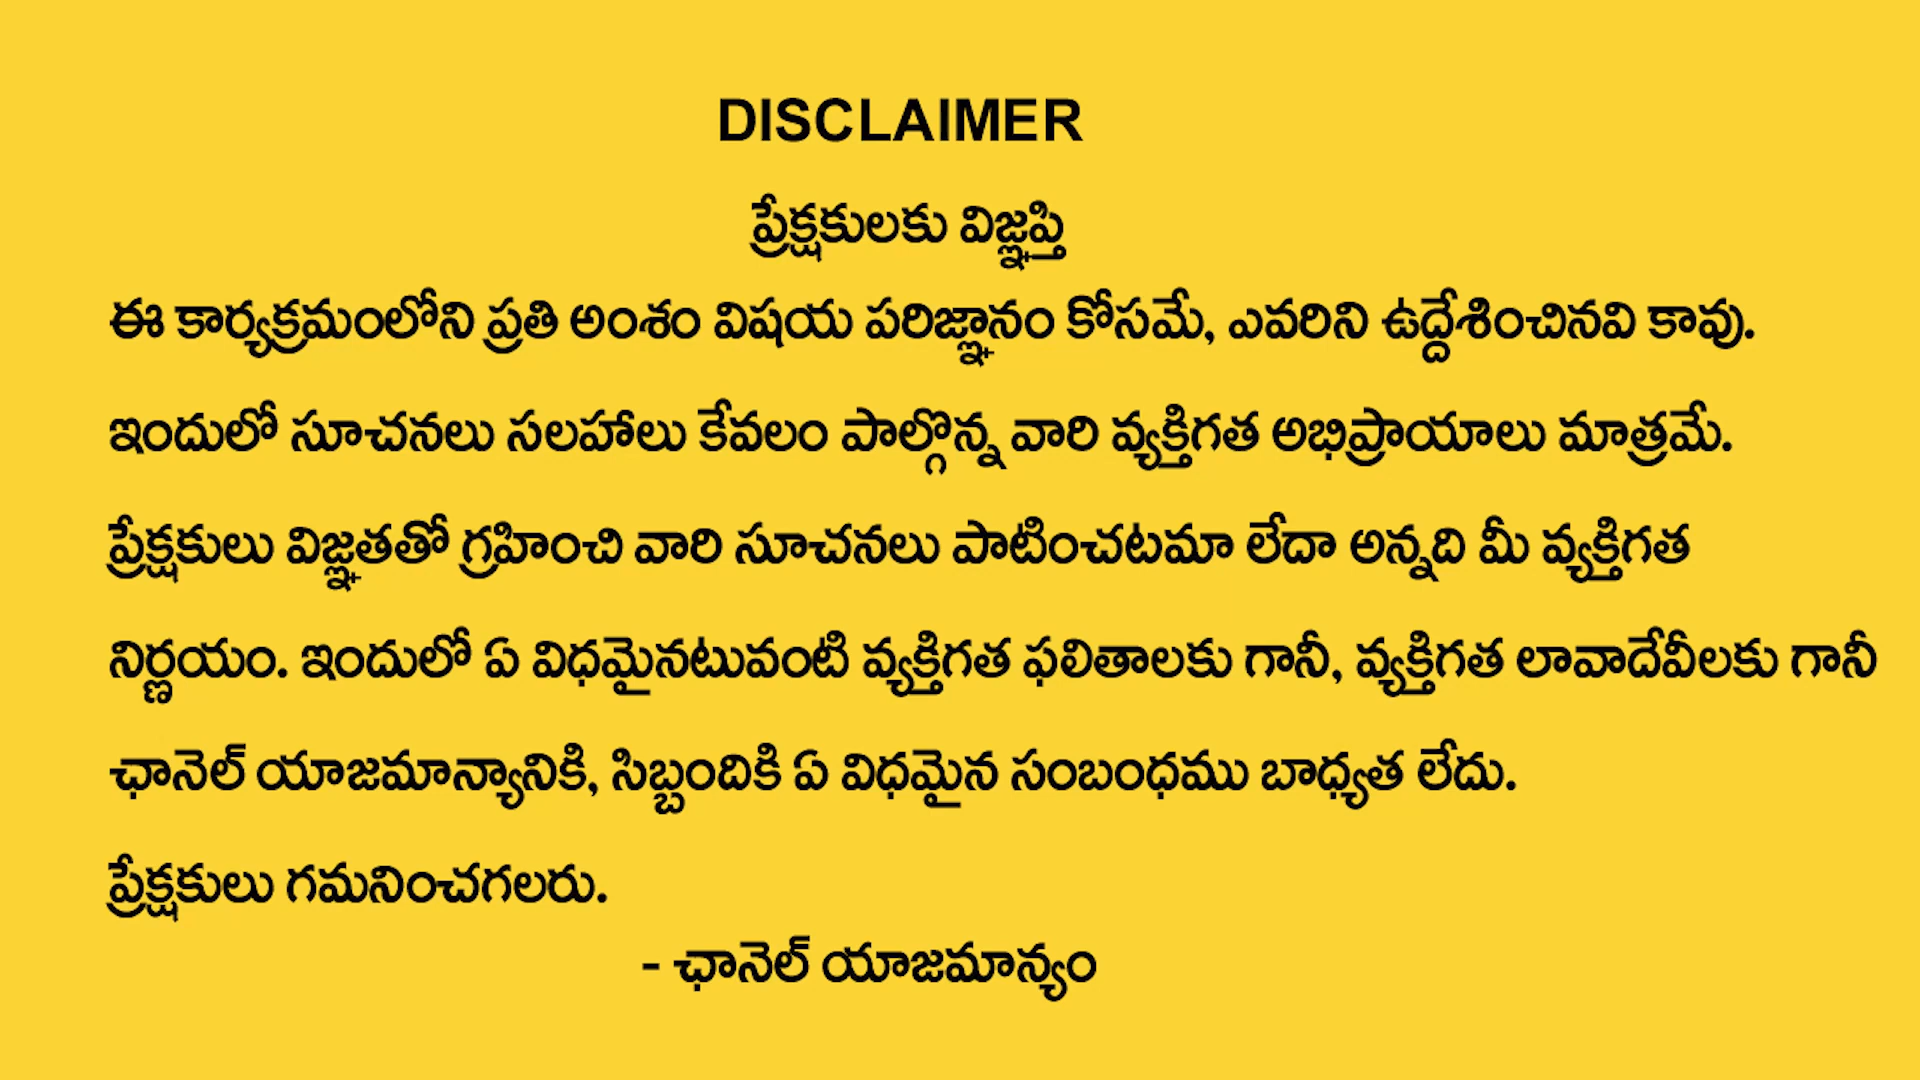 DISCLAIMER
ప్రేక్షకులకు విజ్ఞప్తి
ఈ కార్యక్రమంలోని ప్రతి అంశం విషయ పరిజ్ఞానం కోసమే, ఎవరిని ఉద్దేశించినవి కావు.
ఇందులో సూచనలు సలహాలు కేవలం పాల్గొన్న వారి వ్యక్తిగత అభిప్రాయాలు మాత్రమే.
ప్రేక్షకులు విజ్ఞతతో గ్రహించి వారి సూచనలు పాటించటమా లేదా అన్నది మీ వ్యక్తిగత
నిర్ణయం. ఇందులో ఏ విధమైనటువంటి వ్యక్తిగత ఫలితాలకు గానీ, వ్యక్తిగత లావాదేవీలకు గానీ
ఛానెల్ యాజమాన్యానికి, సిబ్బందికి ఏ విధమైన సంబంధము బాధ్యత లేదు.
ప్రేక్షకులు గమనించగలరు.
- ఛానెల్ యాజమాన్యం